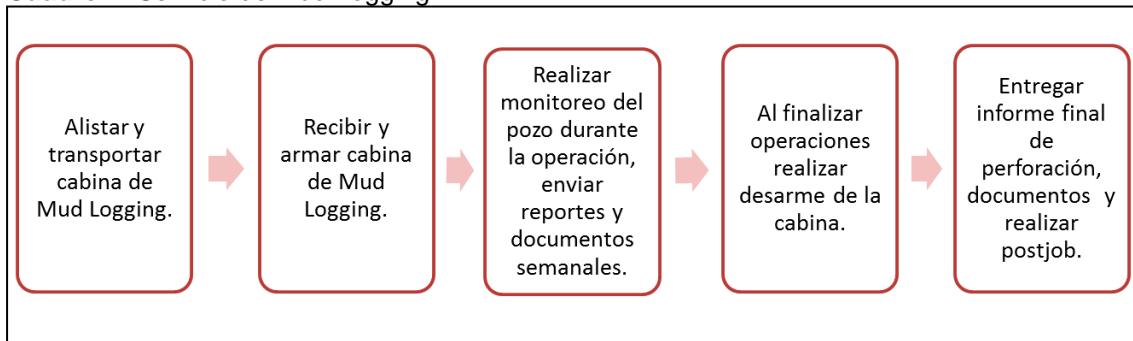 Alistar y
transportar
cabina de
Mud Logging.
Recibir y
armar cabina
de Mud
Logging.
Realizar
monitoreo del
pozo durante
la operación,
enviar
reportes y
documentos
semanales.
Al finalizar
operaciones
realizar
desarme de la
cabina.
Entregar
informe final
de
perforación,
documentos y
realizar
postjob.